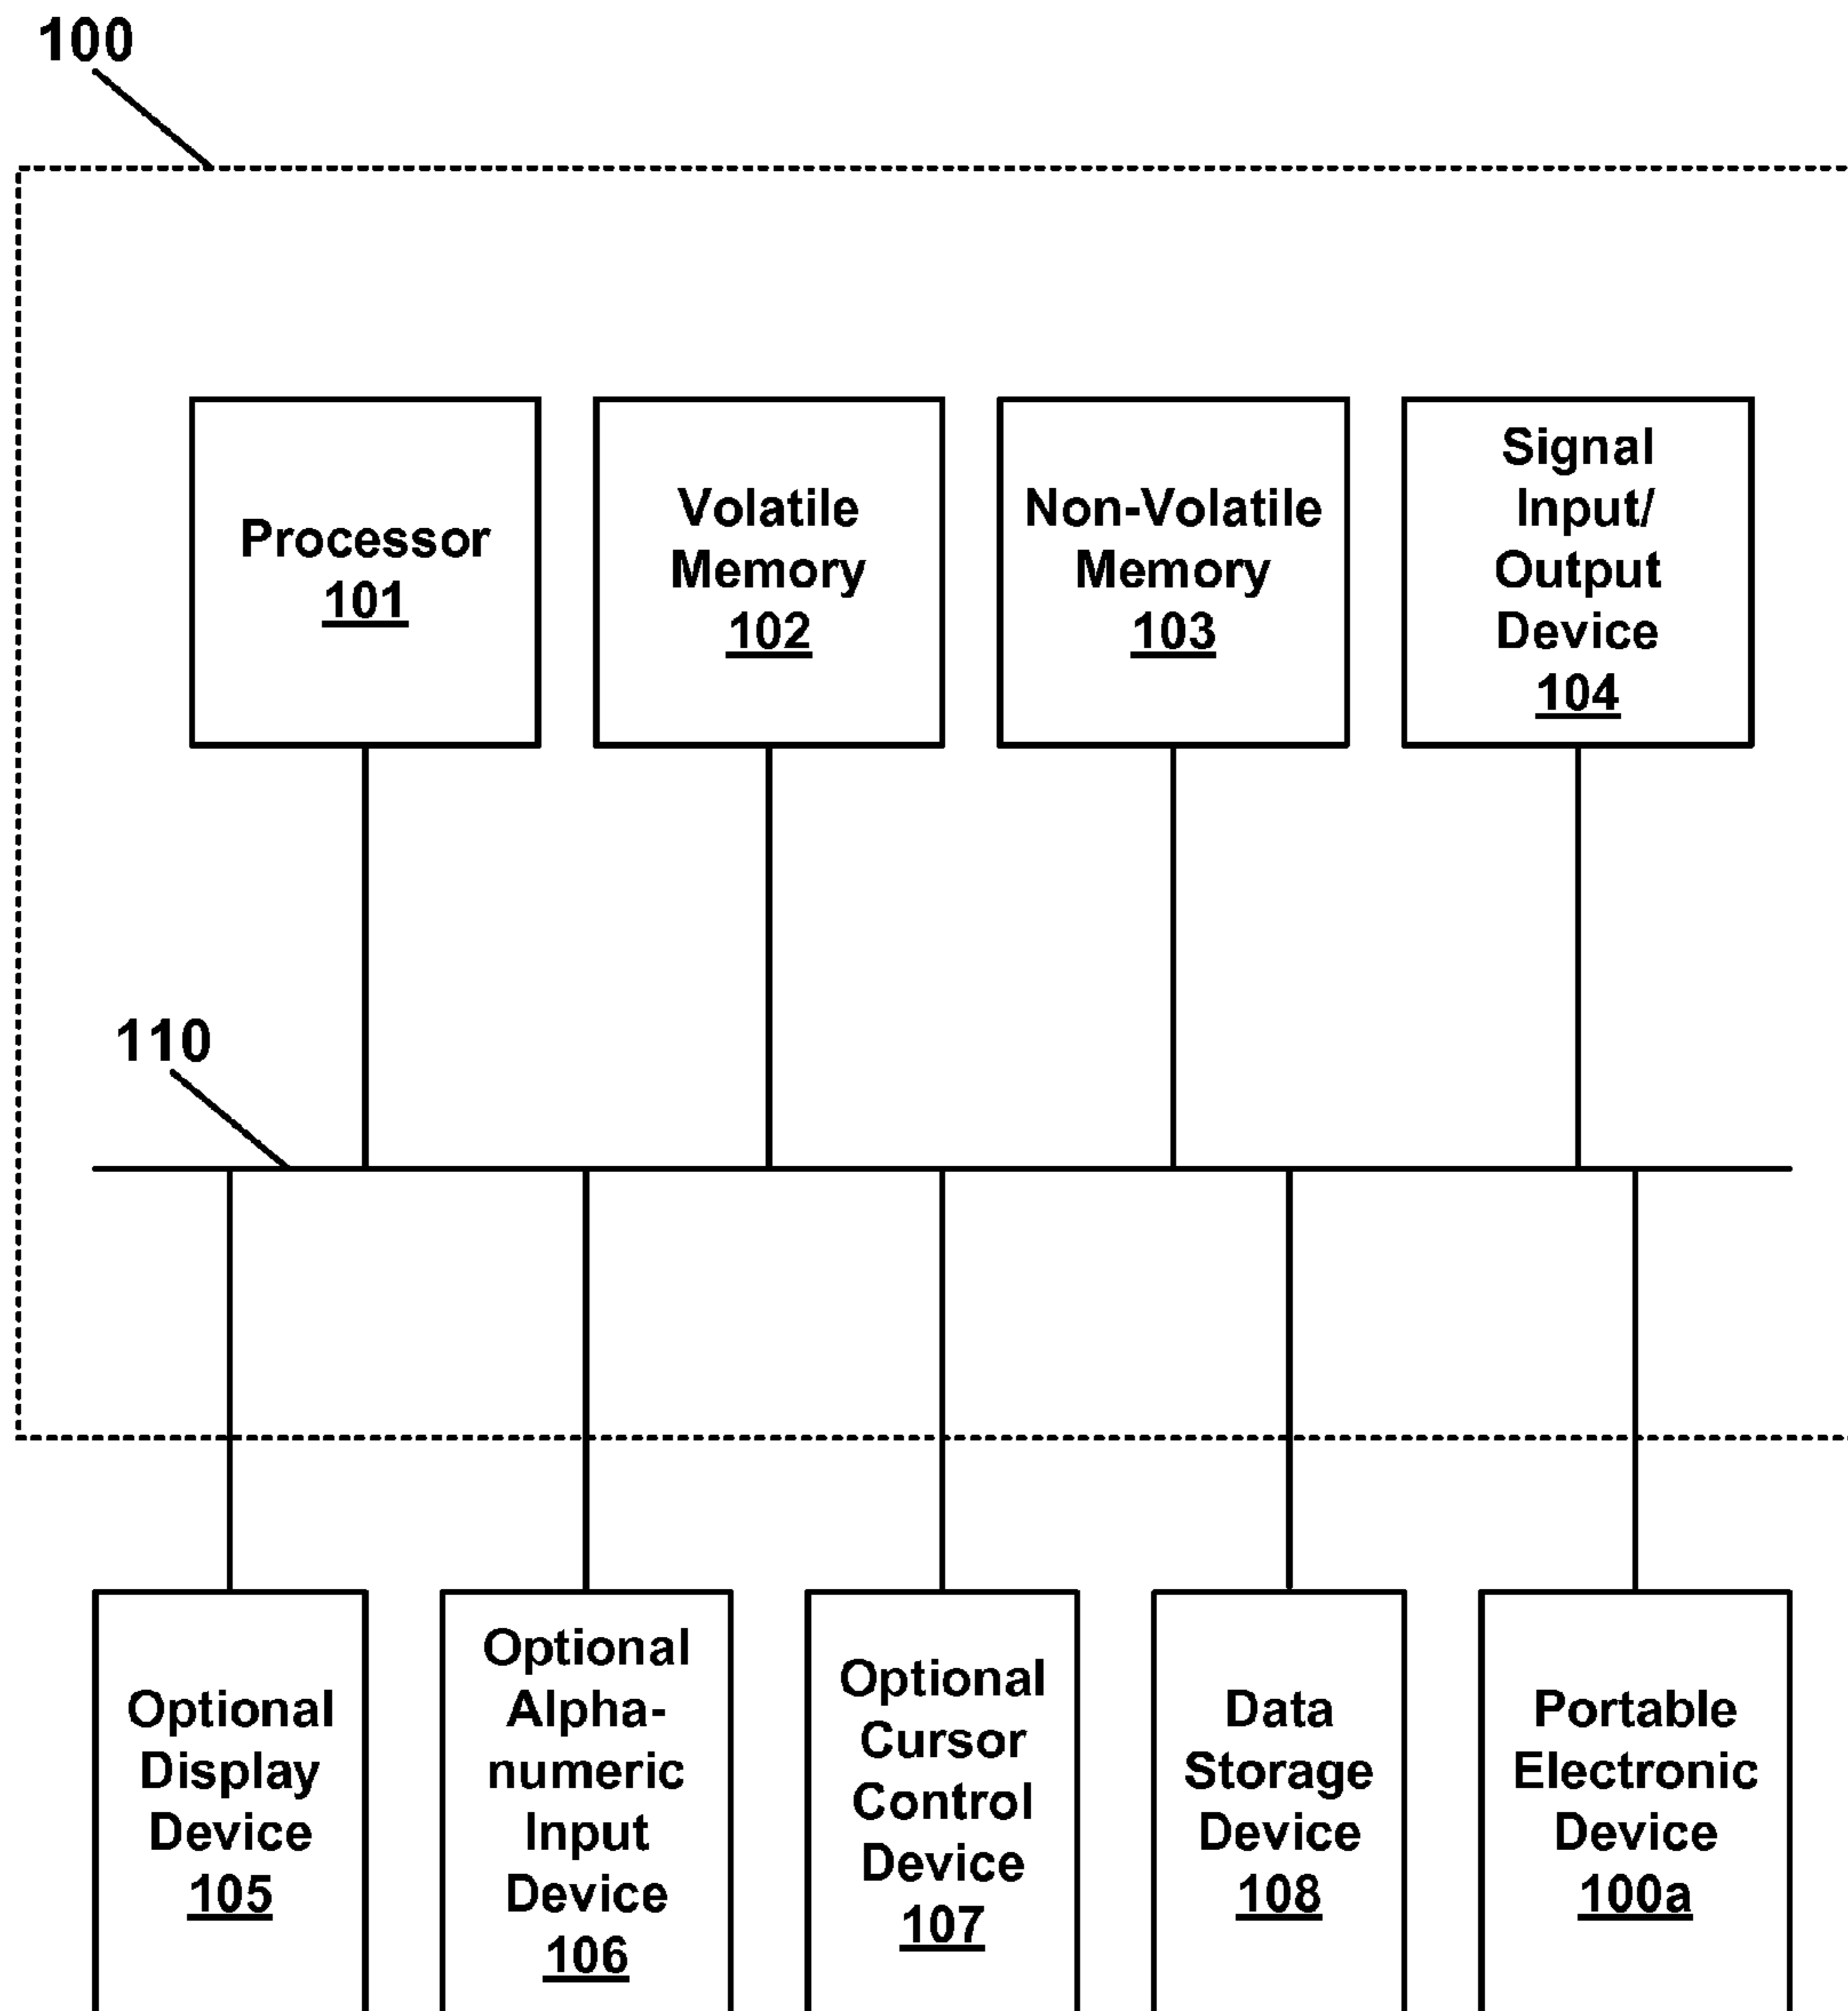 100
Processor
101
Volatile
Memory
102
Non-Volatile
Memory
103
Signal
Input/
Output
Device
104
110
Optional
Display
Device
105
Optional
Alpha-
numeric
Input
Device
106
Optional
Cursor
Control
Device
107
Data
Storage
Device
108
Portable
Electronic
Device
100a